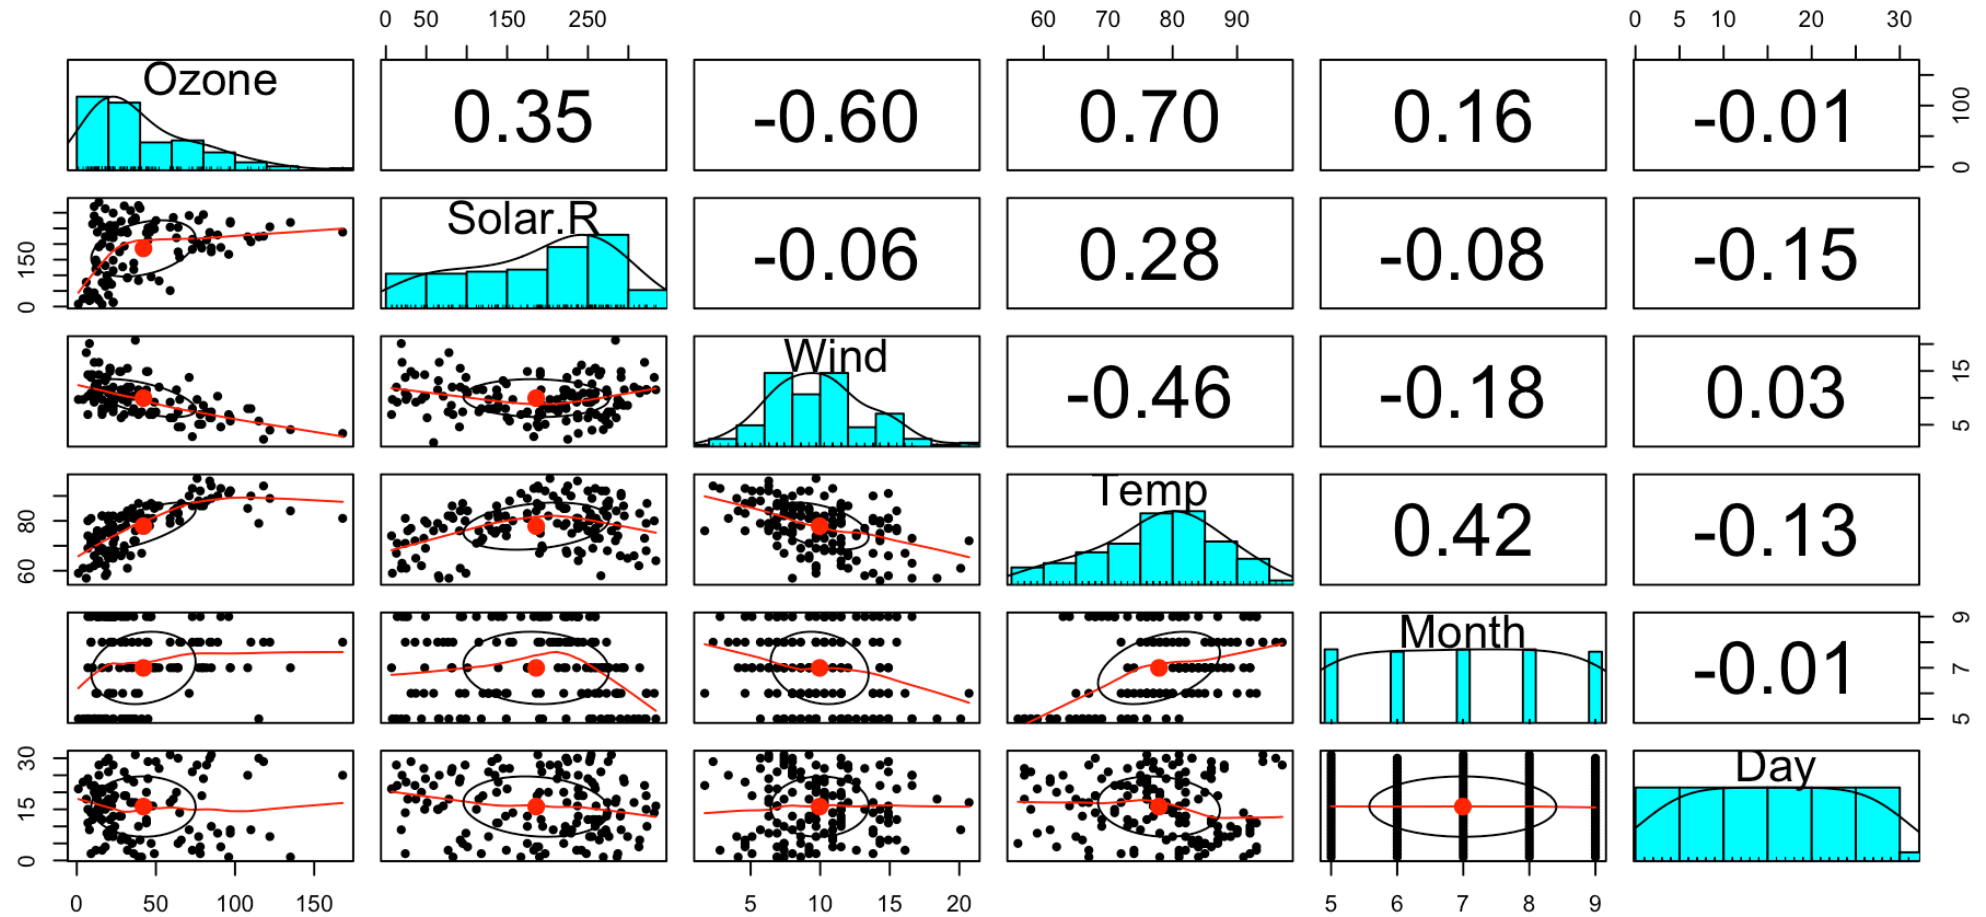 0 50 150 250 60 70 80 90 0 5 10 20 30
Ozone 0.35 -0.60 0.70 0.16 -0.01 0 100
0 150 Solar.R -0.06 0.28 -0.08 -0.15
Wind -0.46 -0.18 0.03 5 15
60 80 Temp 0.42 -0.13
Month -0.01 5 7 9
0 15 30 Day
0 50 100 150 5 10 15 20 5 6 7 8 9